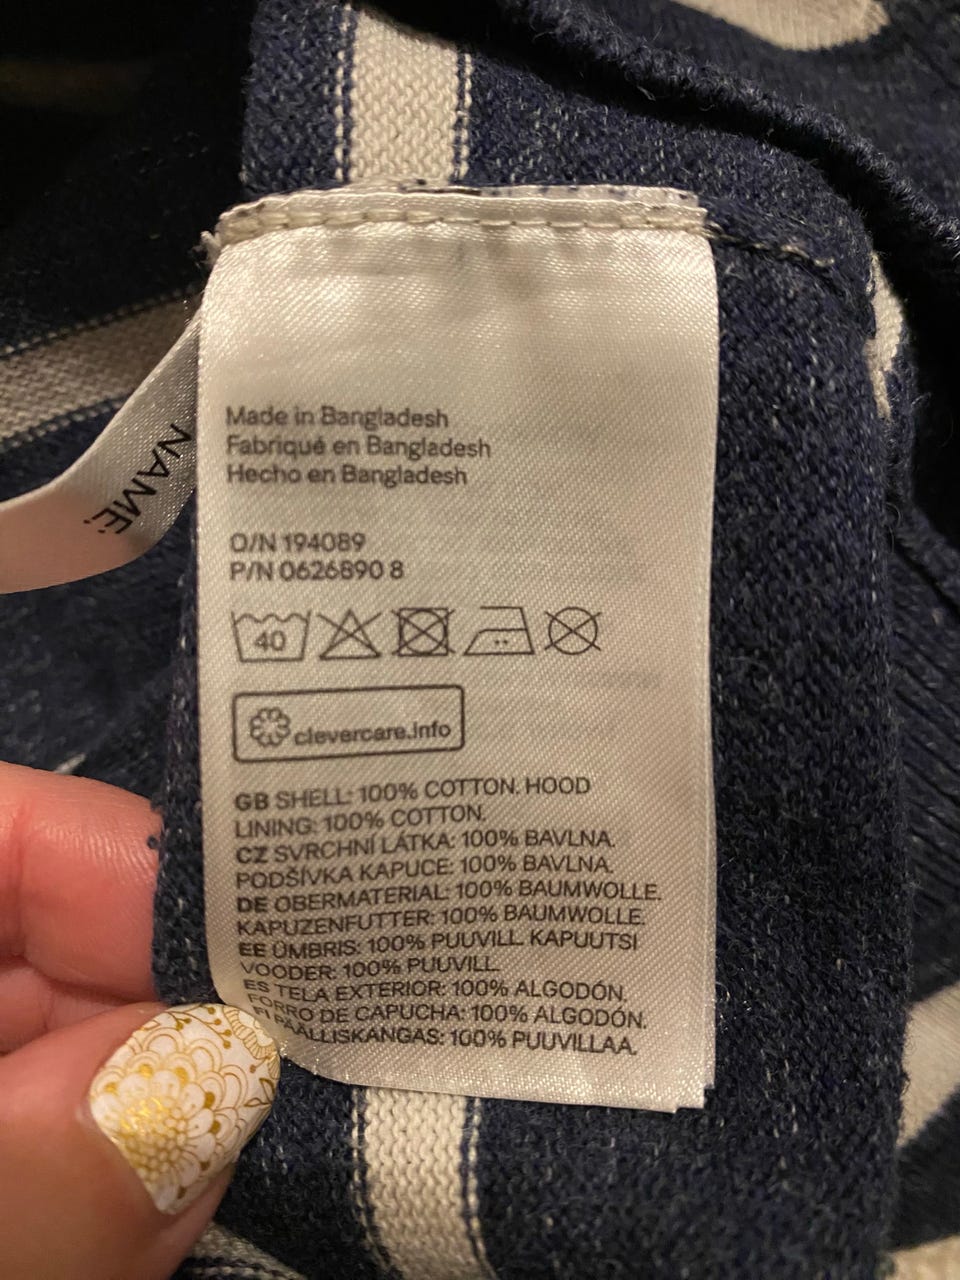 NAME:
Made in Bangladesh
Fabriqué en Bangladesh
Hecho en Bangladesh
O/N 194089
P/N 0626890 8
40
clevercare.info
GB SHELL: 100% COTTON. HOOD
LINING: 100% COTTON.
CZ SVRCHNÍ LÁTKA: 100% BAVLNA.
PODŠÍVKA KAPUCE: 100% BAVLNA.
DE OBERMATERIAL: 100% BAUMWOLLE.
KAPUZENFUTTER: 100% BAUMWOLLE.
EE ÜMBRIS: 100% PUUVILL. KAPUUTSI
VOODER: 100% PUUVILL.
ES TELA EXTERIOR: 100% ALGODÓN.
FORRO DE CAPUCHA: 100% ALGODÓN.
FI PÄÄLLISKANGAS: 100% PUUVILLAA.